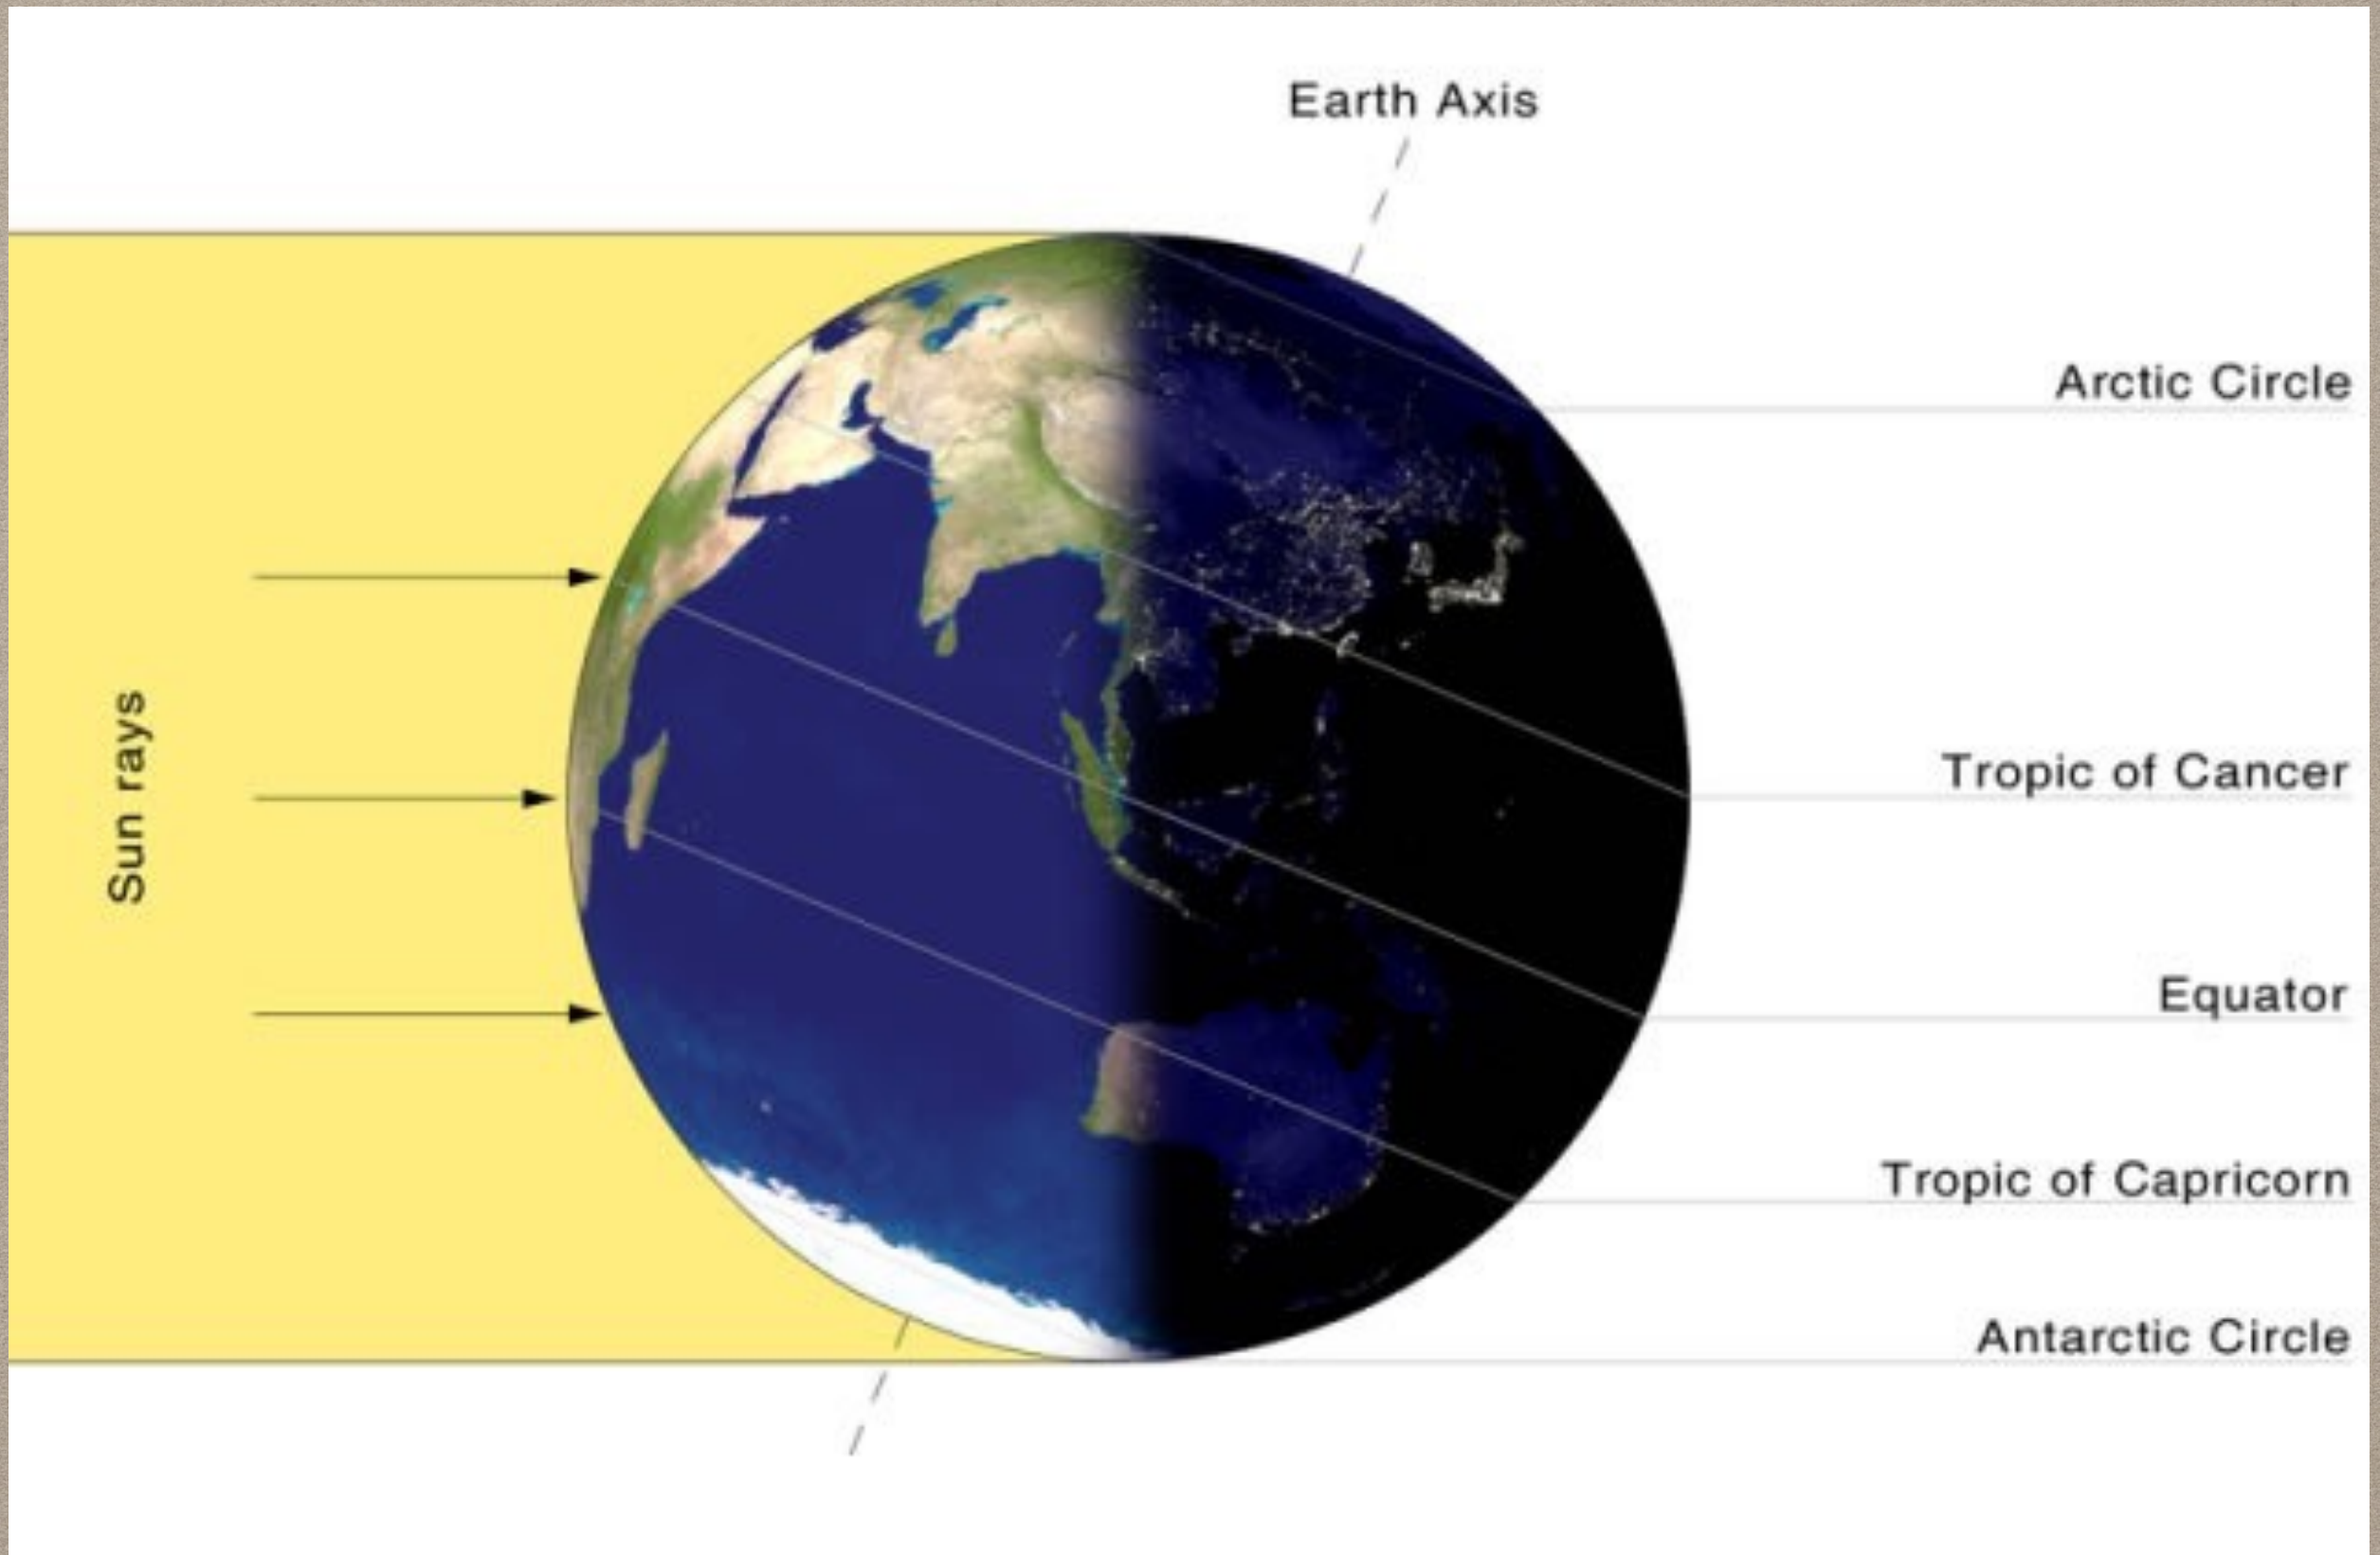 Earth Axis
Arctic Circle
Sun rays
Tropic of Cancer
Equator
Tropic of Capricorn
Antarctic Circle